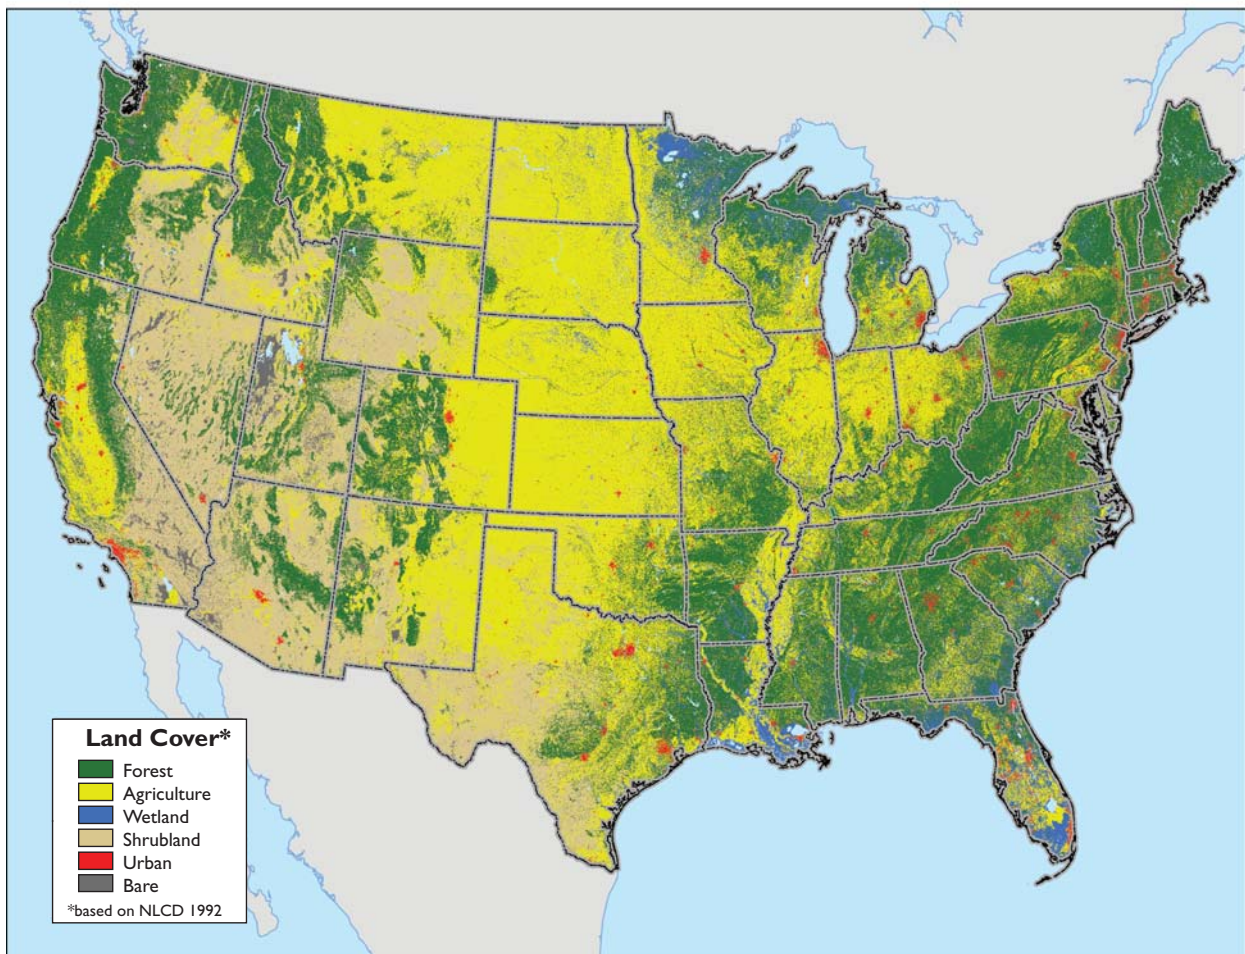 Land Cover*
Forest
Agriculture
Wetland
Shrubland
Urban
Bare
*based on NLCD 1992